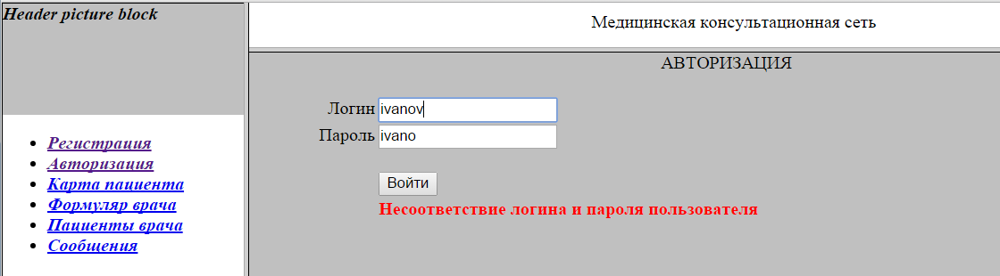 Header picture block
Регистрация
Авторизация
Карта пациента
Формуляр врача
Пациенты врача
Сообщения
Медицинская консультационная сеть
АВТОРИЗАЦИЯ
Логин ivanov
Пароль ivano
Войти
Несоответствие логина и пароля пользователя